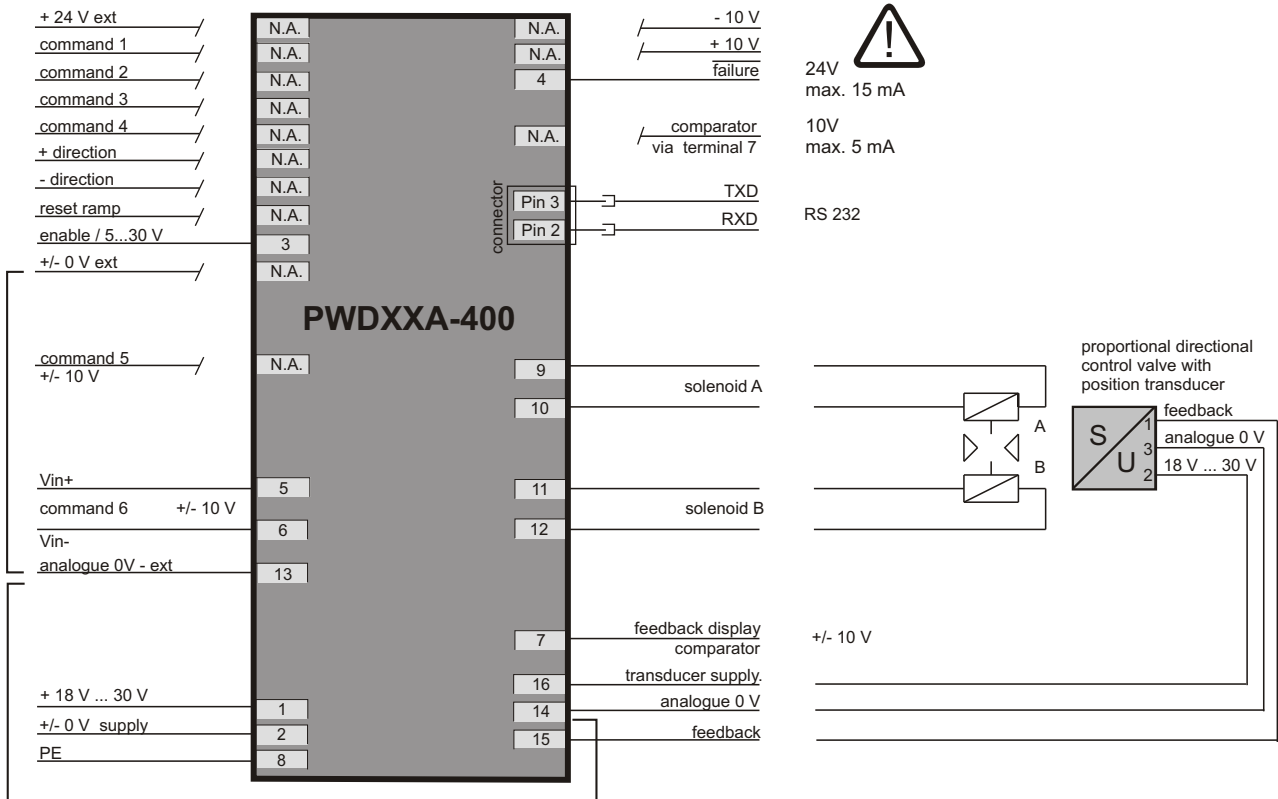 + 24 V ext
N.A.
command 1
N.A.
command 2
N.A.
command 3
N.A.
command 4
N.A.
+ direction
N.A.
- direction
N.A.
reset ramp
N.A.
enable / 5...30 V
3
+/- 0 V ext
N.A.
PWDXXA-400
command 5
+/- 10 V
N.A.
Vin+
5
command 6 +/- 10 V
6
Vin-
analogue 0V - ext
13
+ 18 V ... 30 V
1
+/- 0 V supply
2
PE
8
N.A.
- 10 V
N.A.
+ 10 V
4
failure
24V
max. 15 mA
!
N.A.
comparator
via terminal 7
10V
max. 5 mA
connector
Pin 3
TXD
Pin 2
RXD
RS 232
9
solenoid A
10
11
solenoid B
12
A
B
proportional directional
control valve with
position transducer
S
U
1
feedback
3
analogue 0 V
2
18 V ... 30 V
7
feedback display
comparator
+/- 10 V
16
transducer supply.
14
analogue 0 V
15
feedback